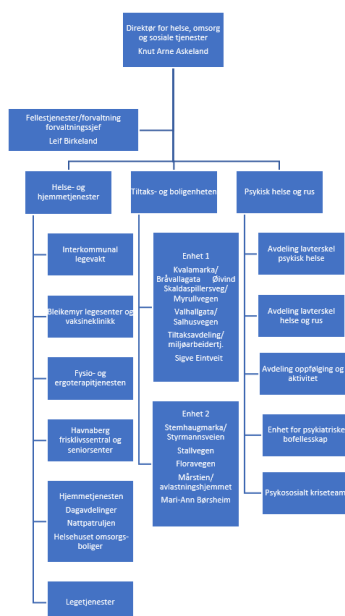 Direktør for helse, omsorg
og sosiale tjenester
Knut Arne Askeland
Fellestjenester/forvaltning
forvaltningssjef
Leif Birkeland
Helse- og
hjemmetjenester
Tiltaks- og boligenheten
Psykisk helse og rus
Interkommunal
legevakt
Bleikemyr legesenter og
vaksineklinikk
Fysio- og
ergoterapitjenesten
Havnaberg
frisklivssentral og
seniorsenter
Hjemmetjenesten
Dagavdelinger
Nattpatruljen
Helsehuset omsorgs-
boliger
Legetjenester
Enhet 1
Kvalamarka/
Bråvallagata Øivind
Skaldaspillersveg/
Myrullvegen
Valhallgata/
Salhusvegen
Tiltaksavdeling/
miljøarbeidertj.
Sigve Eintveit
Enhet 2
Stemhaugmarka/
Styrmannsveien
Stallvegen
Floravegen
Mårstien/
avlastningshjemmet
Mari-Ann Børsheim
Avdeling lavterskel
psykisk helse
Avdeling lavterskel
helse og rus
Avdeling oppfølging og
aktivitet
Enhet for psykiatriske
bofellesskap
Psykososialt kriseteam